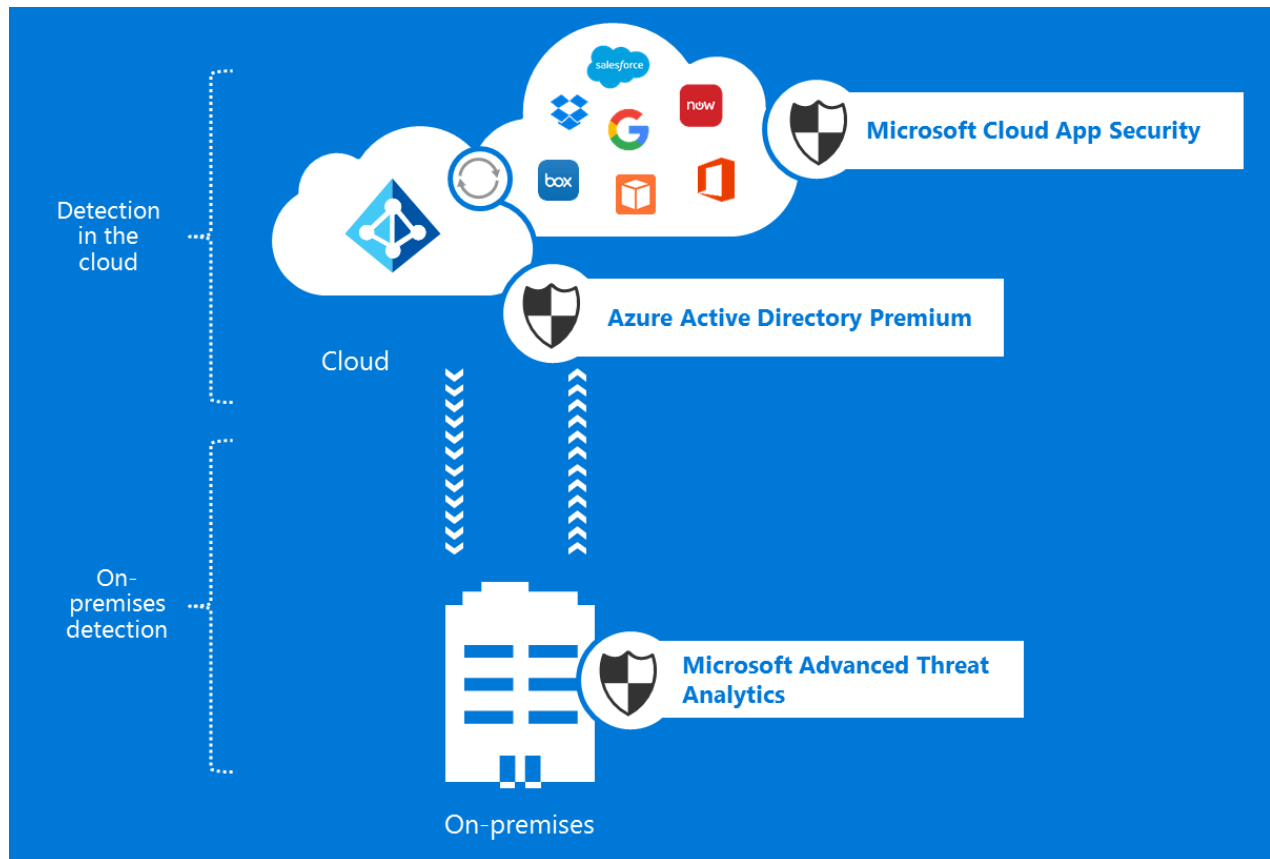 salesforce
now
Microsoft Cloud App Security
box
Detection
in the
cloud
Azure Active Directory Premium
Cloud
On-
premises
detection
Microsoft Advanced Threat
Analytics
On-premises